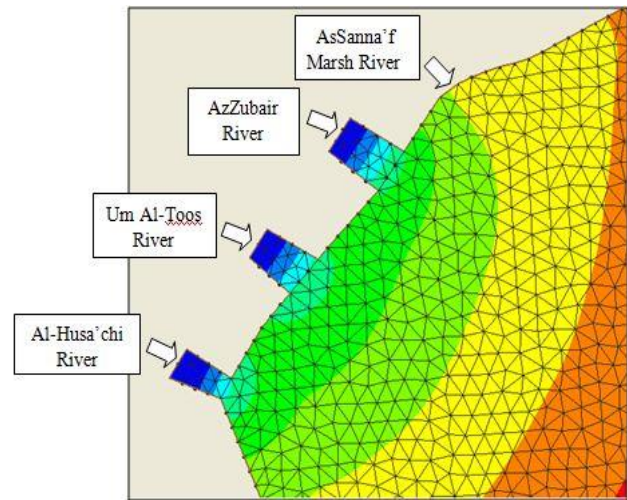 AsSanna'f
Marsh River
AzZubair
River
Um Al-Toos
River
Al-Husa'chi
River